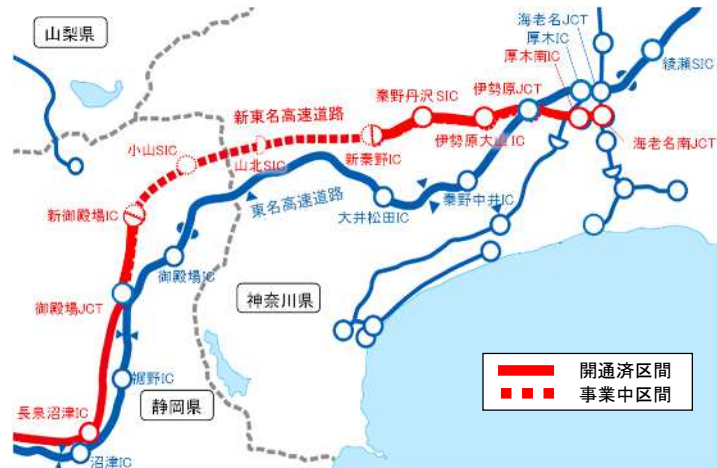 海老名JCT
山梨県
厚木IC
厚木南IC
綾瀬SIC
伊勢原JCT
秦野丹沢SIC
新東名高速道路
小山SIC
山北SIC
新秦野IC
伊勢原大山IC
海老名南JCT
新御殿場IC
東名高速道路
大井松田IC
秦野中井IC
御殿場IC
御殿場JCT
神奈川県
裾野IC
静岡県
長泉沼津IC
沼津IC
開通済区間
事業中区間